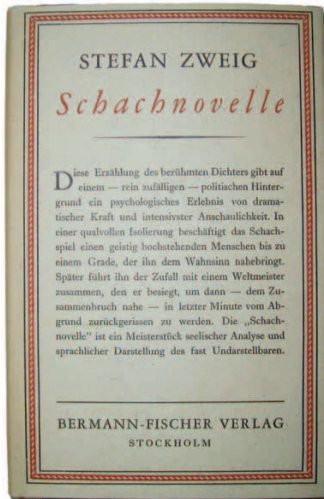 STEFAN ZWEIG
Schachnovelle
Diese Erzählung des berühmten Dichters gibt auf
einem — rein zufälligen — politischen Hinter-
grund ein psychologisches Erlebnis von drama-
tischer Kraft und intensivster Anschaulichkeit. In
einer qualvollen Isolierung beschäftigt das Schach-
spiel einen geistig hochstehenden Menschen bis zu
einem Grade, der ihn dem Wahnsinn nahebringt.
Später führt ihn der Zufall mit einem Weltmeister
zusammen, den er besiegt, um dann — dem Zu-
sammenbruch nahe — in letzter Minute vom Ab-
grund zurückgerissen zu werden. Die „Schach-
novelle" ist ein Meisterstück seelischer Analyse und
sprachlicher Darstellung des fast Undarstellbaren.
BERMANN-FISCHER VERLAG
STOCKHOLM